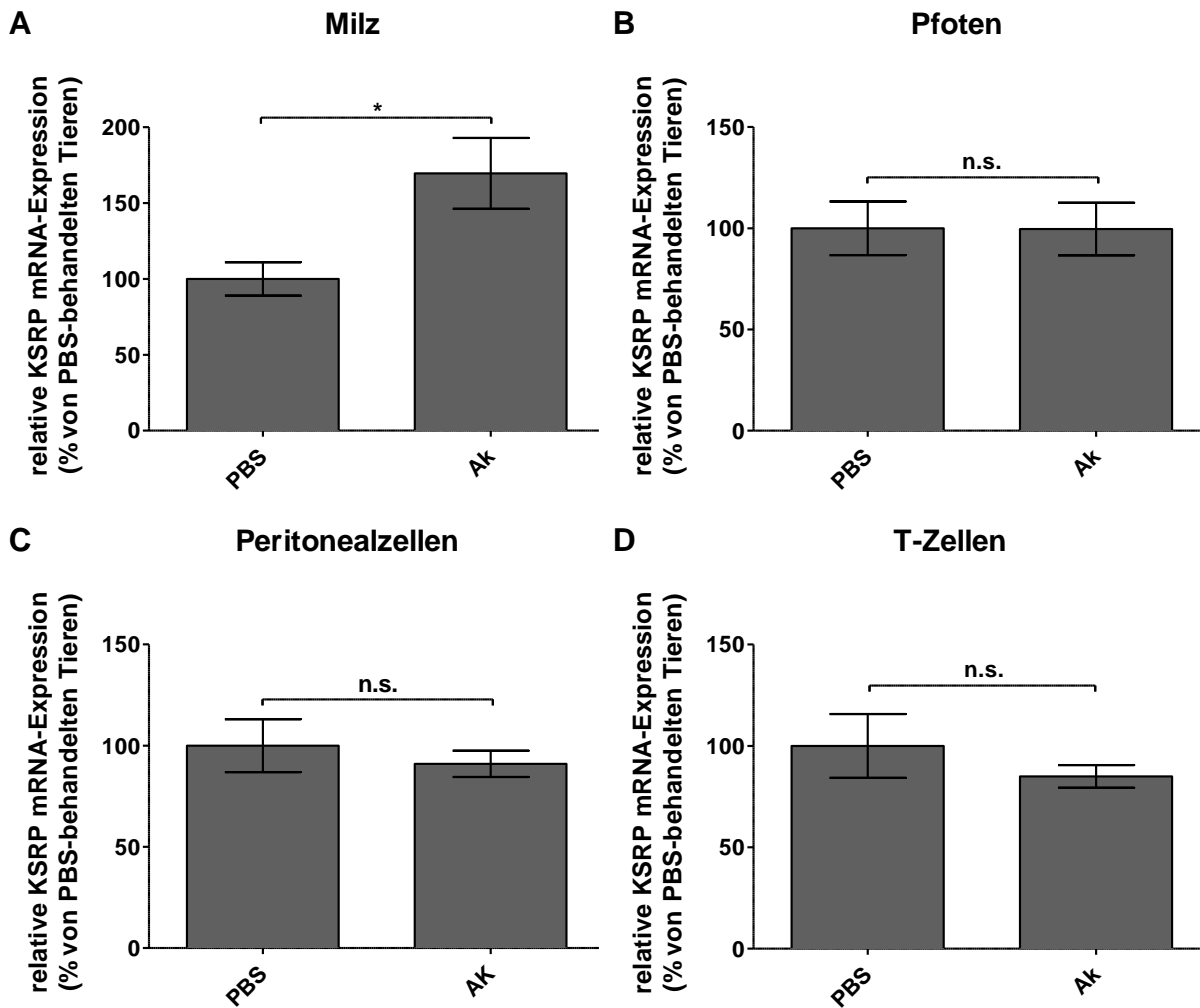 A
Milz
relative KSRP mRNA-Expression
(% von PBS-behandelten Tieren)
200
150
100
50
0
*
PBS
Ak
B
Pfoten
relative KSRP mRNA-Expression
(% von PBS-behandelten Tieren)
150
100
50
0
n.s.
PBS
Ak
C
Peritonealzellen
relative KSRP mRNA-Expression
(% von PBS-behandelten Tieren)
150
100
50
0
n.s.
PBS
AK
D
T-Zellen
relative KSRP mRNA-Expression
(% von PBS-behandelten Tieren)
150
100
50
0
n.s.
PBS
AK